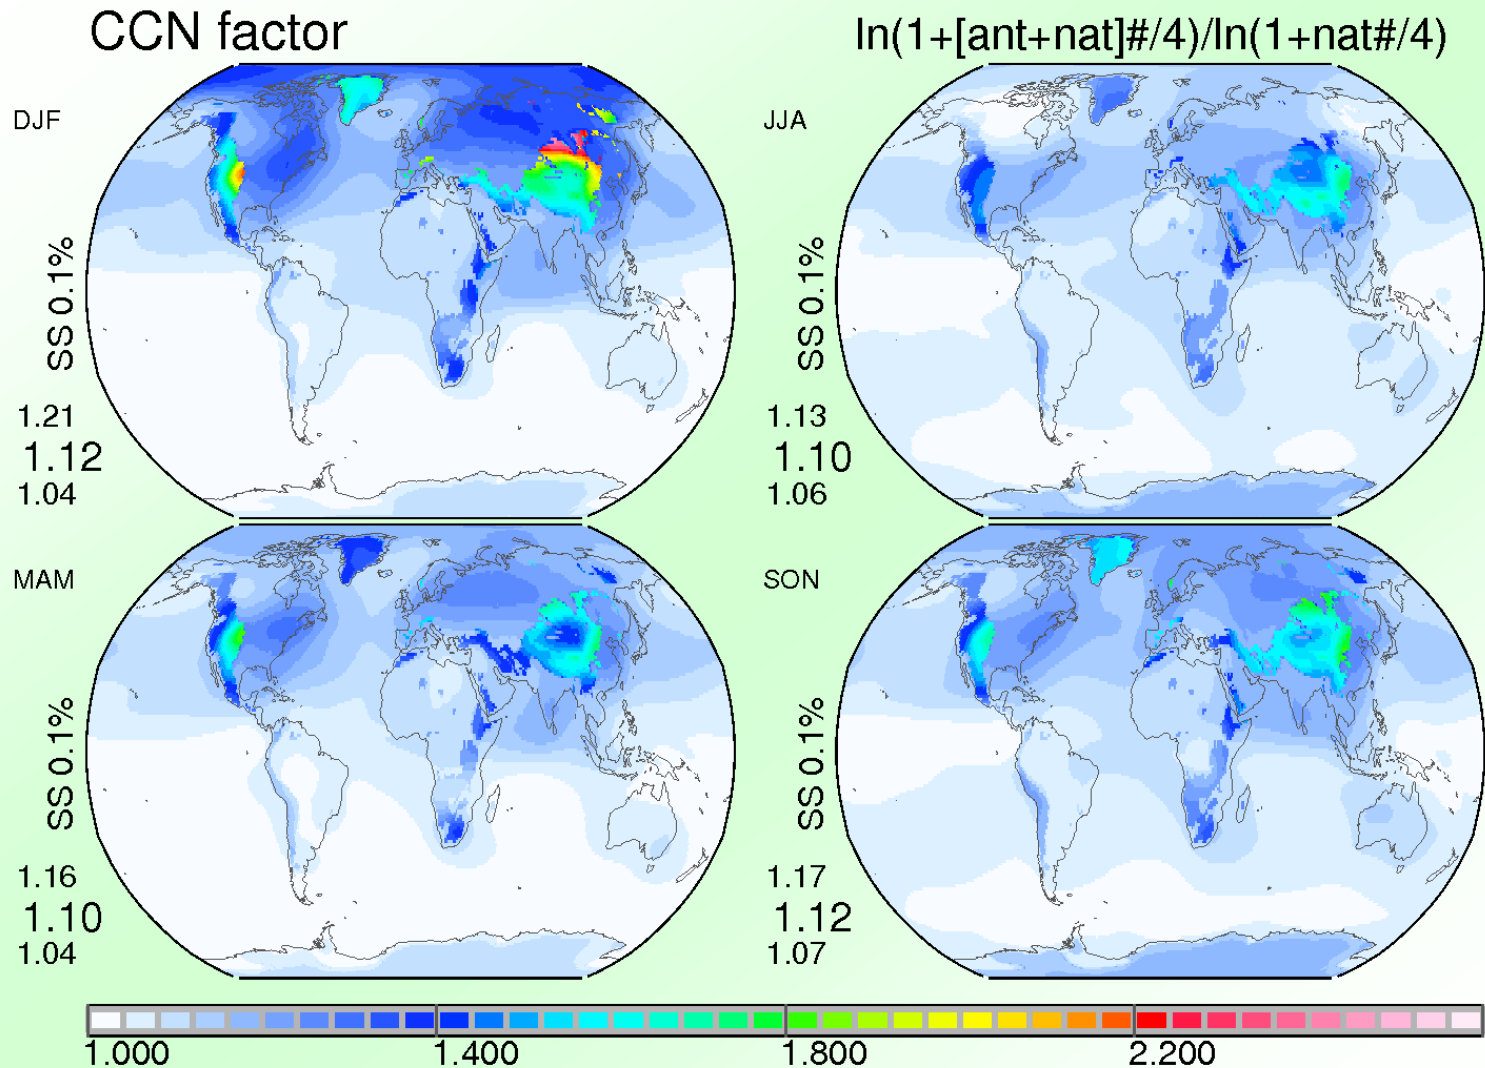 CCN factor
ln(1+[ant+nat]#/4)/ln(1+nat#/4)
DJF
SS 0.1%
1.21
1.12
1.04
JJA
SS 0.1%
1.13
1.10
1.06
MAM
SS 0.1%
1.16
1.10
1.04
SON
SS 0.1%
1.17
1.12
1.07
1.000 1.400 1.800 2.200